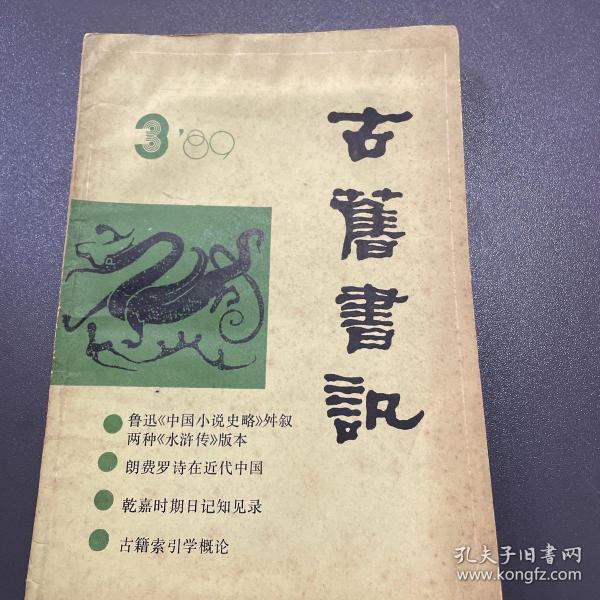 3'89
古舊書訊
鲁迅《中国小说史略》舛叙
两种《水浒传》版本
朗费罗诗在近代中国
乾嘉时期日记知见录
古籍索引学概论
孔夫子旧书网
www.kongfz.com